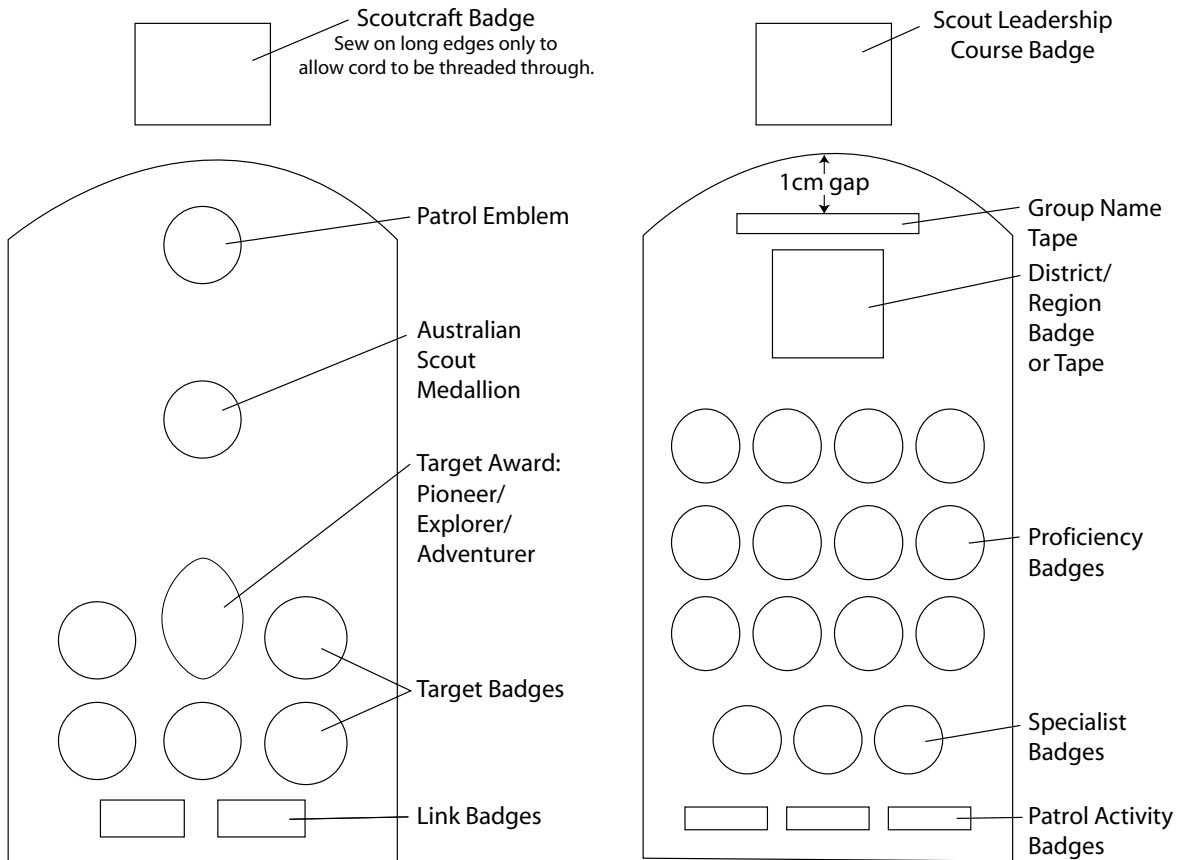 Scoutcraft Badge
Sew on long edges only to
allow cord to be threaded through.
Patrol Emblem
Australian
Scout
Medallion
Target Award:
Pioneer/
Explorer/
Adventurer
Target Badges
Link Badges
Scout Leadership
Course Badge
1cm gap
Group Name
Tape
District/
Region
Badge
or Tape
Proficiency
Badges
Specialist
Badges
Patrol Activity
Badges